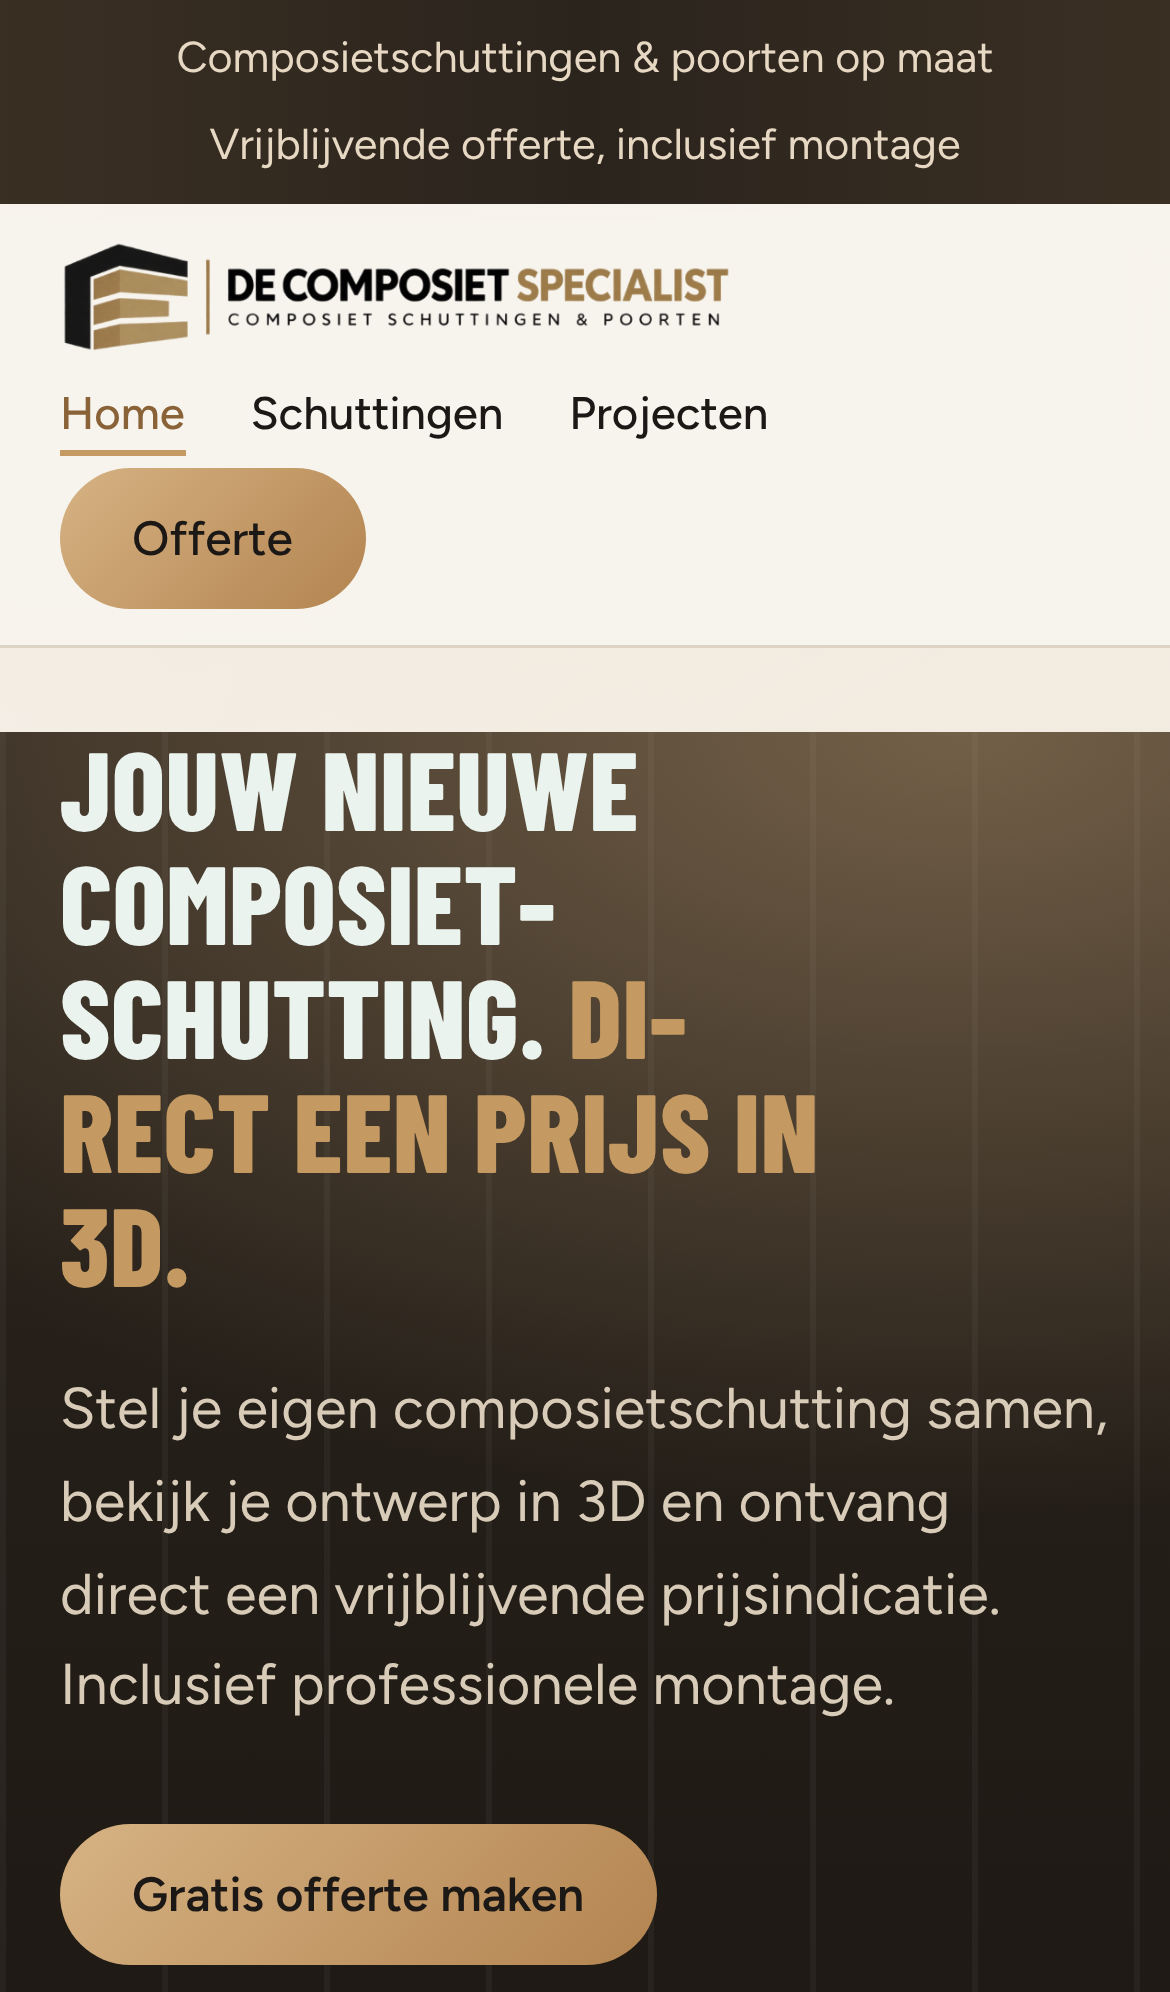 Composietschuttingen & poorten op maat
Vrijblijvende offerte, inclusief montage
DE COMPOSIET SPECIALIST
COMPOSIET SCHUTTINGEN & POORTEN
Home Schuttingen Projecten
Offerte
JOUW NIEUWE
COMPOSIET-
SCHUTTING. DI-
RECT EEN PRIJS IN
3D.
Stel je eigen composietschutting samen,
bekijk je ontwerp in 3D en ontvang
direct een vrijblijvende prijsindicatie.
Inclusief professionele montage.
Gratis offerte maken